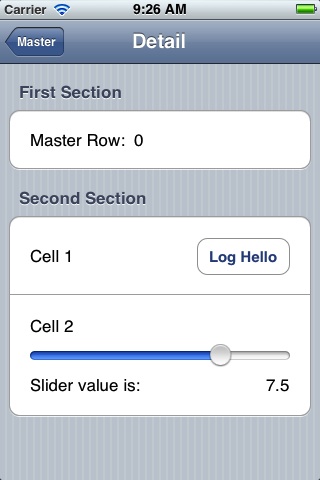 Carrier 9:26 AM
Master Detail
First Section
Master Row: 0
Second Section
Cell 1 Log Hello
Cell 2
Slider value is: 7.5